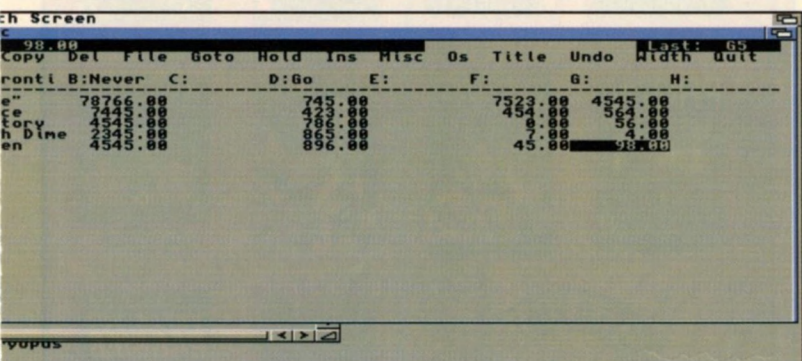 ch Screen
c
98.00 Last: G5
Copy Del File Goto Hold Ins Misc Os Title Undo Width Quit
ronti B:Never C: D:Go E: F: G: H:
e" 78766.00 745.00 7523.00 4545.00
ce 7445.00 423.00 454.00 564.00
tory 4545.00 786.00 0.00 56.00
h Dime 2345.00 865.00 7.00 4.00
en 4545.00 896.00 45.00 98.00
yopus